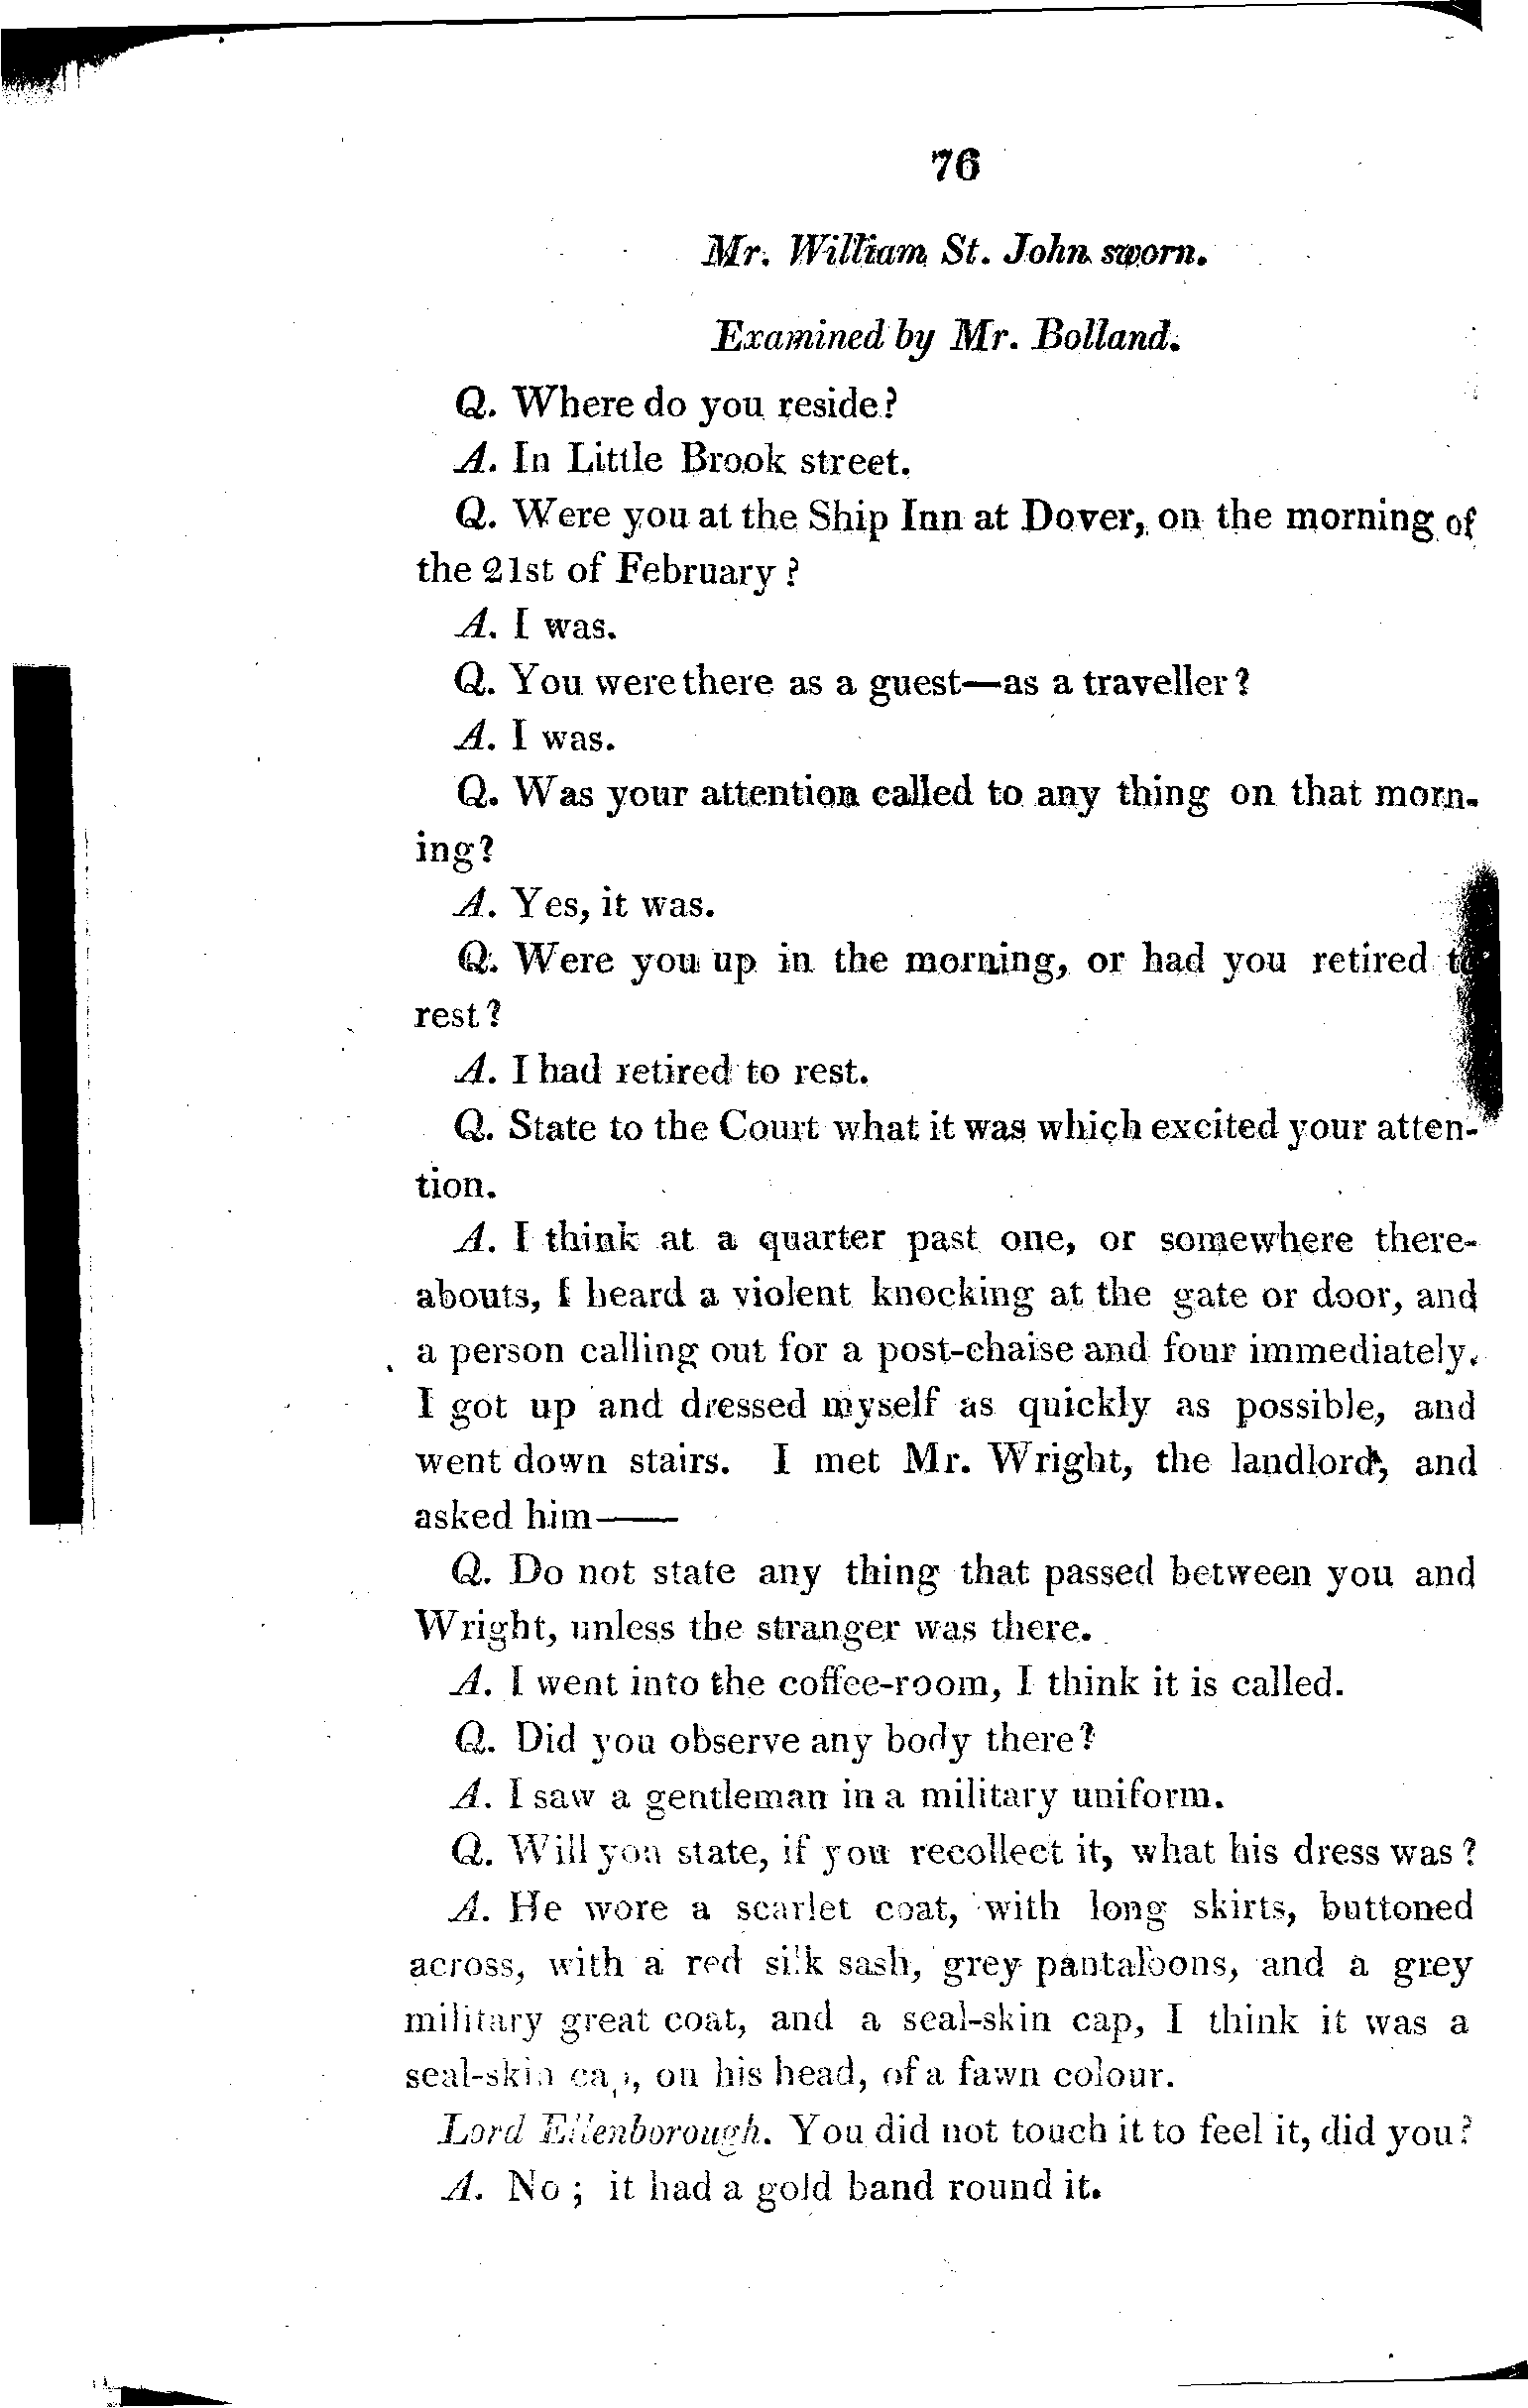 76
Mr. William St. John sworn.
Examined by Mr. Bolland.
Q. Where do you reside?
A. In Little Brook street.
Q. Were you at the Ship Inn at Dover, on the morning of
the 21st of February?
A. I was.
Q. You were there as a guest—as a traveller?
A. I was.
Q. Was your attention called to any thing on that morn-
ing?
A. Yes, it was.
Q. Were you up in the morning, or had you retired to
rest?
A. I had retired to rest.
Q. State to the Court what it was which excited your atten-
tion.
A. I think at a quarter past one, or somewhere there-
abouts, I heard a violent knocking at the gate or door, and
a person calling out for a post-chaise and four immediately.
I got up and dressed myself as quickly as possible, and
went down stairs. I met Mr. Wright, the landlord, and
asked him——
Q. Do not state any thing that passed between you and
Wright, unless the stranger was there.
A. I went into the coffee-room, I think it is called.
Q. Did you observe any body there?
A. I saw a gentleman in a military uniform.
Q. Will you state, if you recollect it, what his dress was?
A. He wore a scarlet coat, with long skirts, buttoned
across, with a red silk sash, grey pantaloons, and a grey
military great coat, and a seal-skin cap, I think it was a
seal-skin cap, on his head, of a fawn colour.
Lord Ellenborough. You did not touch it to feel it, did you?
A. No; it had a gold band round it.